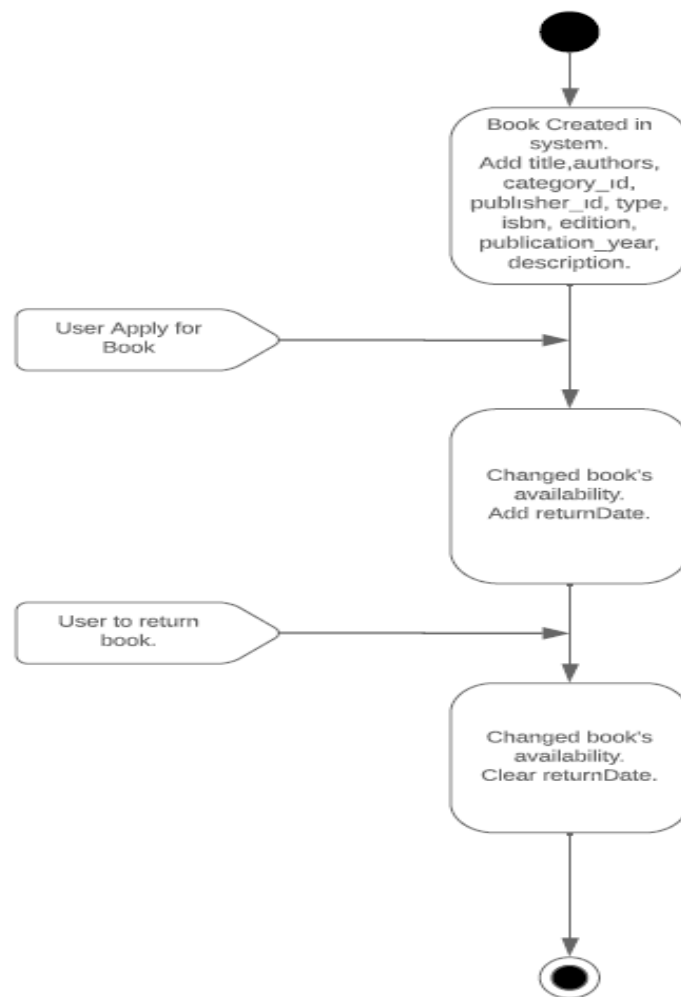 Book Created in
system.
Add title,authors,
category_id,
publisher_id, type,
isbn, edition,
publication_year,
description.
User Apply for
Book
Changed book's
availability.
Add returnDate.
User to return
book.
Changed book's
availability.
Clear returnDate.